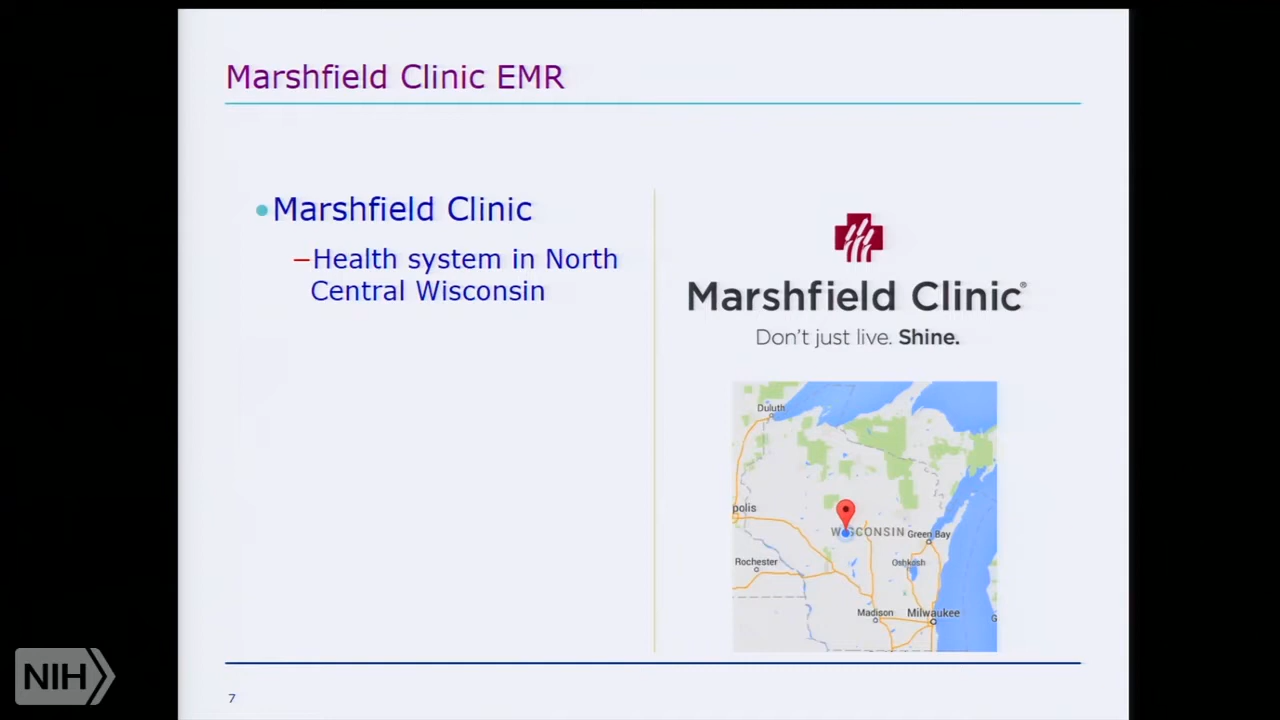 Marshfield Clinic EMR
•Marshfield Clinic
–Health system in North
Central Wisconsin
Marshfield Clinic®
Don't just live. Shine.
Duluth
polis
WISCONSIN
Green Bay
Rochester
Oshkosh
Madison
Milwaukee
G
NIH
7